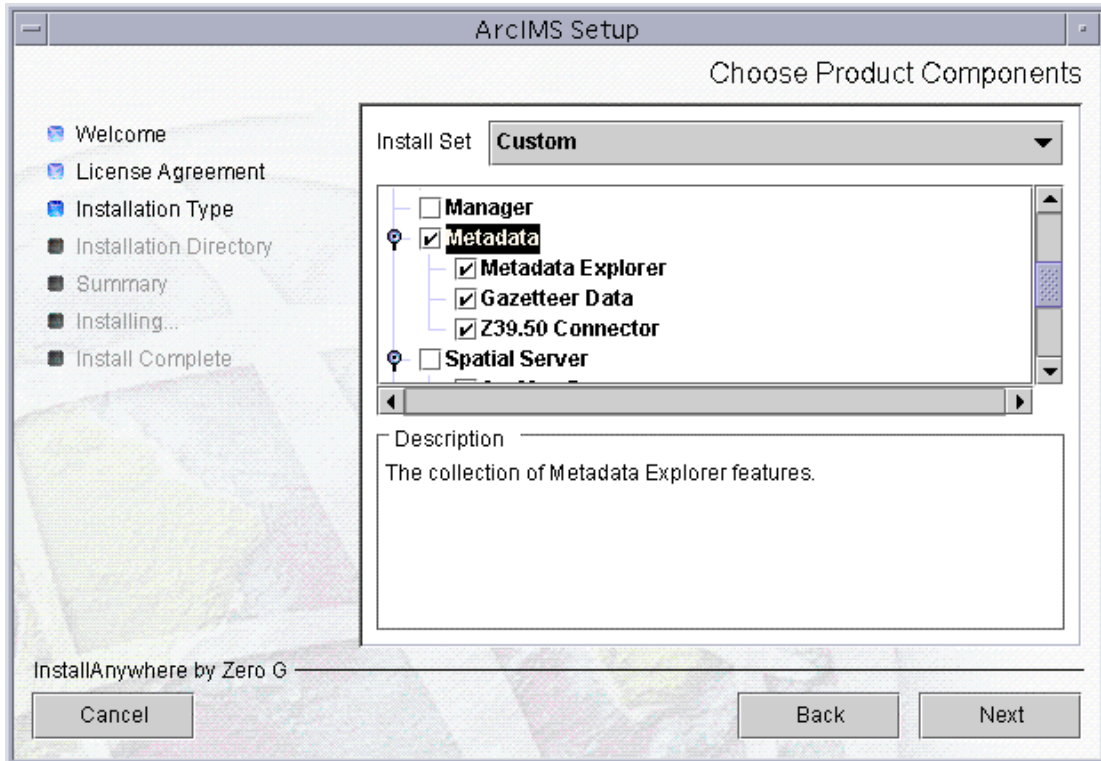 ArcIMS Setup
Choose Product Components
Welcome
License Agreement
Installation Type
Installation Directory
Summary
Installing...
Install Complete
Install Set Custom
Manager
Metadata
Metadata Explorer
Gazetteer Data
Z39.50 Connector
Spatial Server
Description
The collection of Metadata Explorer features.
InstallAnywhere by Zero G
Cancel Back Next